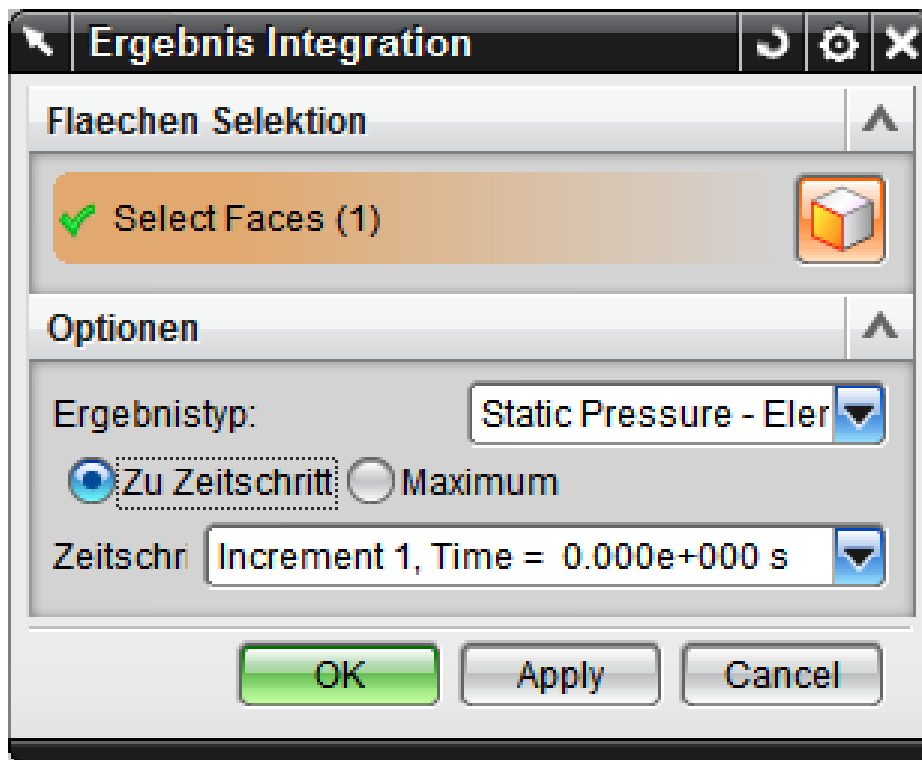 Ergebnis Integration
Flaechen Selektion
Select Faces (1)
Optionen
Ergebnistyp: Static Pressure - Eler
Zu Zeitschritt Maximum
Zeitschri Increment 1, Time = 0.000e+000 s
OK Apply Cancel